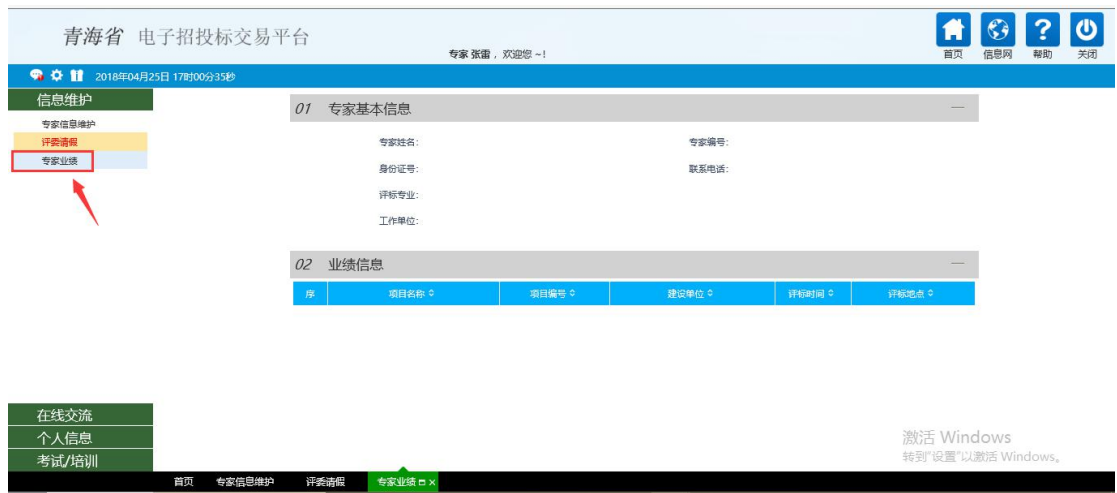 青海省 电子招投标交易平台
专家 张雷，欢迎您 ~!
首页 信息网 帮助 关闭
2018年04月25日 17时00分35秒
信息维护
专家信息维护
评委请假
专家业绩
01 专家基本信息
专家姓名: 专家编号:
身份证号: 联系电话:
评标专业:
工作单位:
02 业绩信息
序 项目名称 项目编号 建设单位 评标时间 评标地点
在线交流
个人信息
考试/培训
激活 Windows
转到"设置"以激活 Windows。
首页 专家信息维护 评委请假 专家业绩